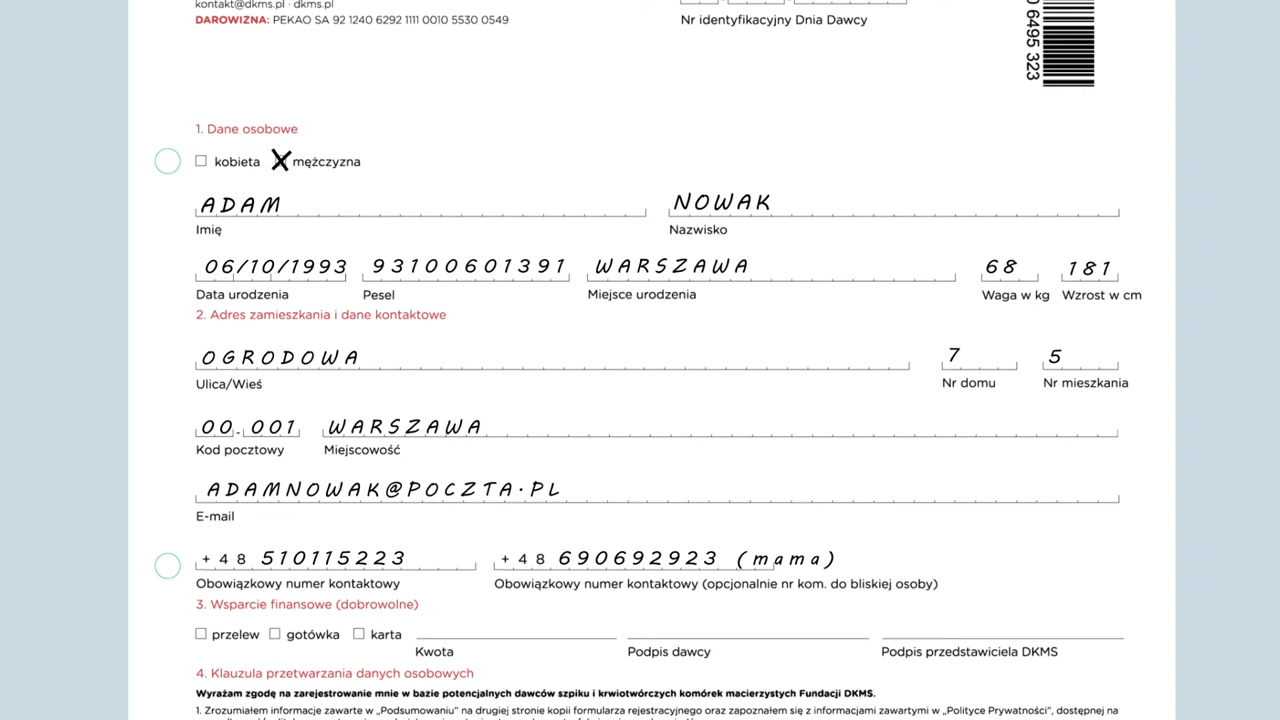 kontakt@dkms.pl · dkms.pl
DAROWIZNA: PEKAO SA 92 1240 6292 1111 0010 5530 0549
Nr identyfikacyjny Dnia Dawcy
6495 323
1. Dane osobowe
kobieta mężczyzna
ADAM NOWAK
Imię Nazwisko
06/10/1993 93100601391 WARSZAWA 68 181
Data urodzenia Pesel Miejsce urodzenia Waga w kg Wzrost w cm
2. Adres zamieszkania i dane kontaktowe
OGRODOWA 7 5
Ulica/Wieś Nr domu Nr mieszkania
00-001 WARSZAWA
Kod pocztowy Miejscowość
ADAMNOWAK@POCZTA.PL
E-mail
+48 510115223 +48 690692923 (mama)
Obowiązkowy numer kontaktowy Obowiązkowy numer kontaktowy (opcjonalnie nr kom. do bliskiej osoby)
3. Wsparcie finansowe (dobrowolne)
przelew gotówka karta
Kwota Podpis dawcy Podpis przedstawiciela DKMS
4. Klauzula przetwarzania danych osobowych
Wyrażam zgodę na zarejestrowanie mnie w bazie potencjalnych dawców szpiku i krwiotwórczych komórek macierzystych Fundacji DKMS.
1. Zrozumiałem informacje zawarte w „Podsumowaniu" na drugiej stronie kopii formularza rejestracyjnego oraz zapoznałem się z informacjami zawartymi w „Polityce Prywatności", dostępnej na